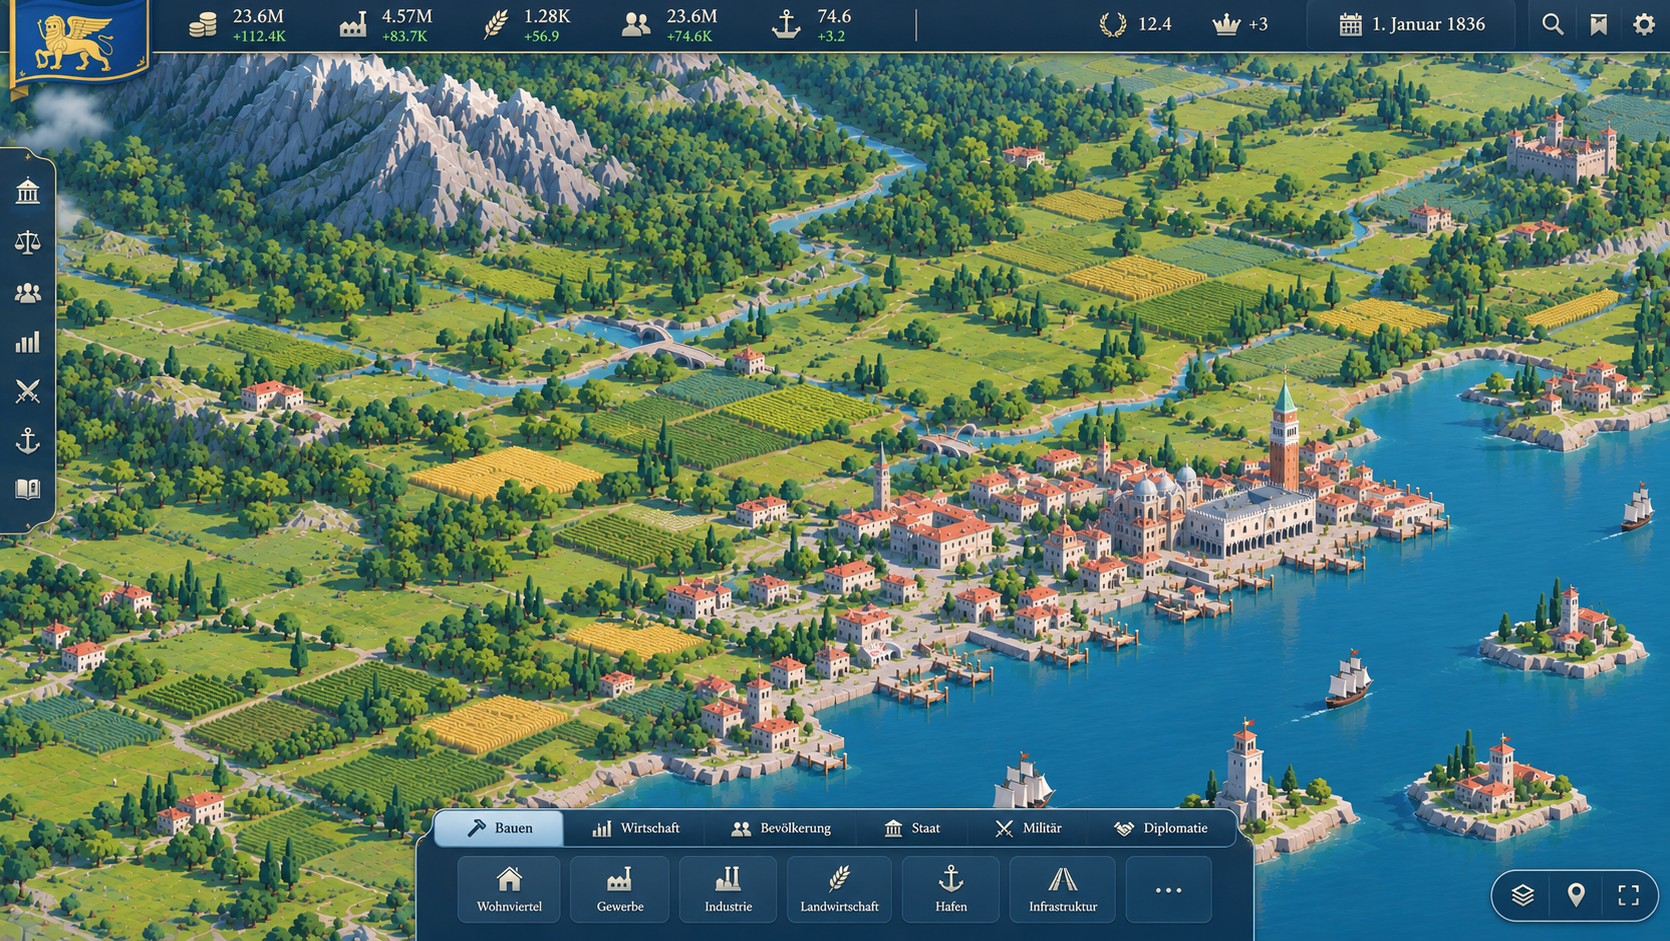 23.6M
+112.4K
4.57M
+83.7K
1.28K
+56.9
23.6M
+74.6K
74.6
+3.2
12.4
+3
1. Januar 1836
Bauen
Wirtschaft
Bevölkerung
Staat
Militär
Diplomatie
Wohnviertel
Gewerbe
Industrie
Landwirtschaft
Hafen
Infrastruktur
...